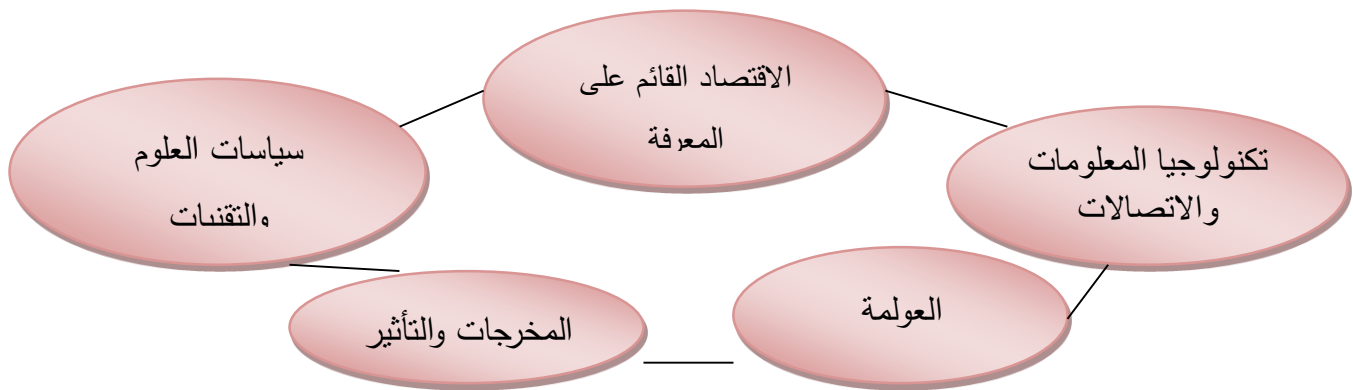 الاقتصاد القائم على
المعرفة
سياسات العلوم
والتقنيات
تكنولوجيا المعلومات
والاتصالات
العولمة
المخرجات والتأثير